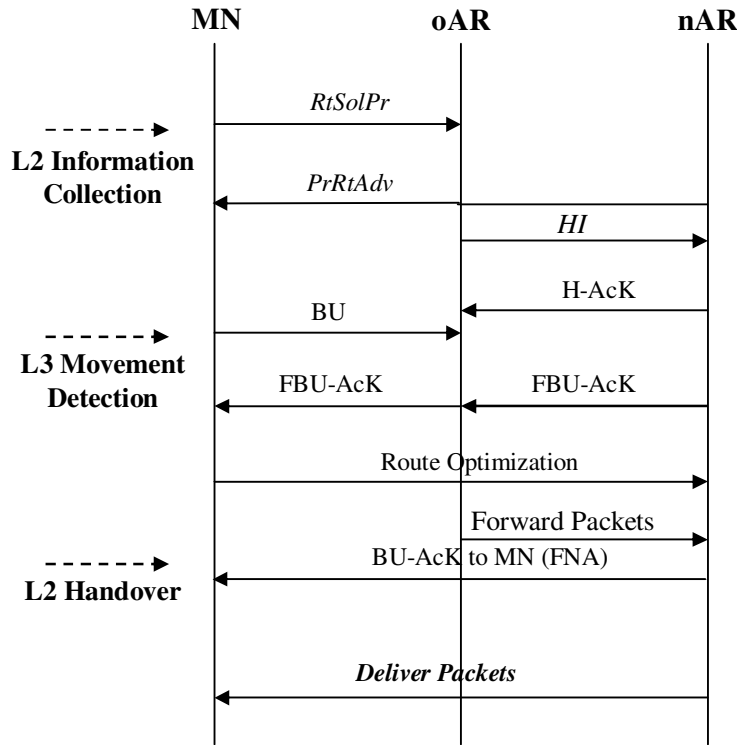 MN oAR nAR
RtSolPr
L2 Information
Collection
PrRtAdv
HI
H-AcK
BU
L3 Movement
Detection
FBU-AcK FBU-AcK
Route Optimization
Forward Packets
BU-AcK to MN (FNA)
L2 Handover
Deliver Packets